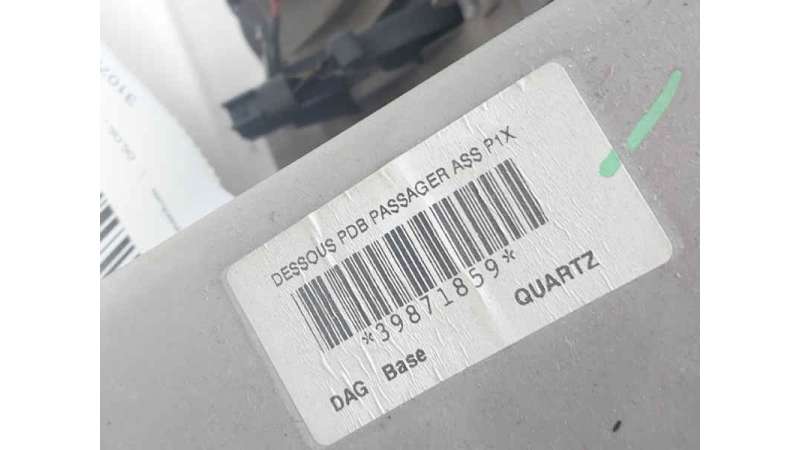 DESSOUS PDB PASSAGER ASS P1X
*39871859*
DAG Base QUARTZ